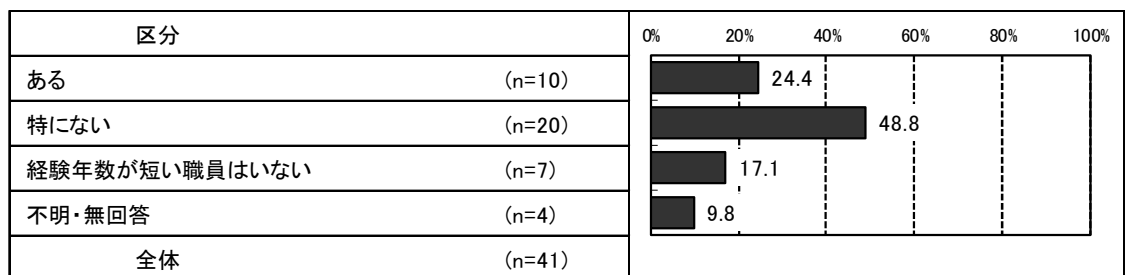 区分
0% 20% 40% 60% 80% 100%
ある (n=10) 24.4
特にない (n=20) 48.8
経験年数が短い職員はいない (n=7) 17.1
不明・無回答 (n=4) 9.8
全体 (n=41)